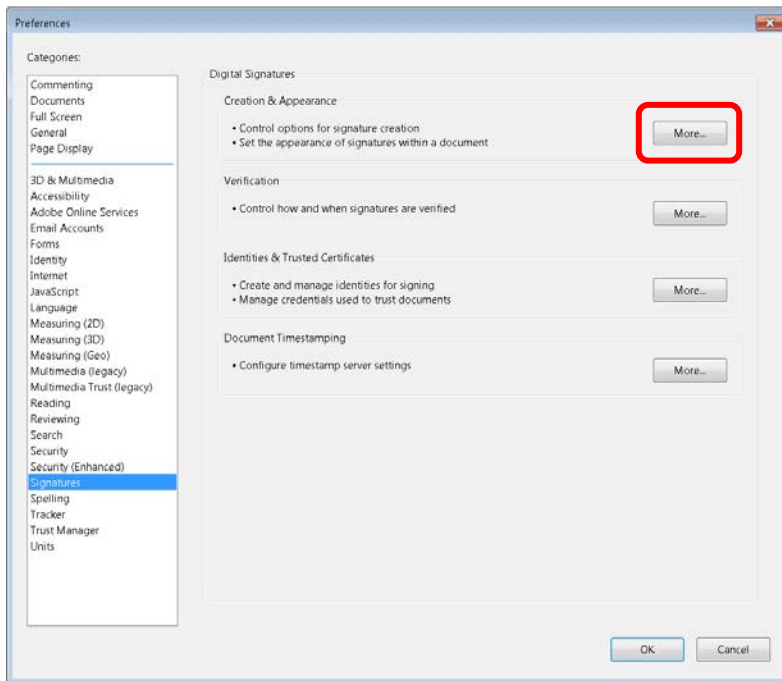 Preferences
Categories:
Commenting
Documents
Full Screen
General
Page Display
3D & Multimedia
Accessibility
Adobe Online Services
Email Accounts
Forms
Identity
Internet
JavaScript
Language
Measuring (2D)
Measuring (3D)
Measuring (Geo)
Multimedia (legacy)
Multimedia Trust (legacy)
Reading
Reviewing
Search
Security
Security (Enhanced)
Signatures
Spelling
Tracker
Trust Manager
Units
Digital Signatures
Creation & Appearance
• Control options for signature creation
• Set the appearance of signatures within a document
More...
Verification
• Control how and when signatures are verified
More...
Identities & Trusted Certificates
• Create and manage identities for signing
• Manage credentials used to trust documents
More...
Document Timestamping
• Configure timestamp server settings
More...
OK
Cancel